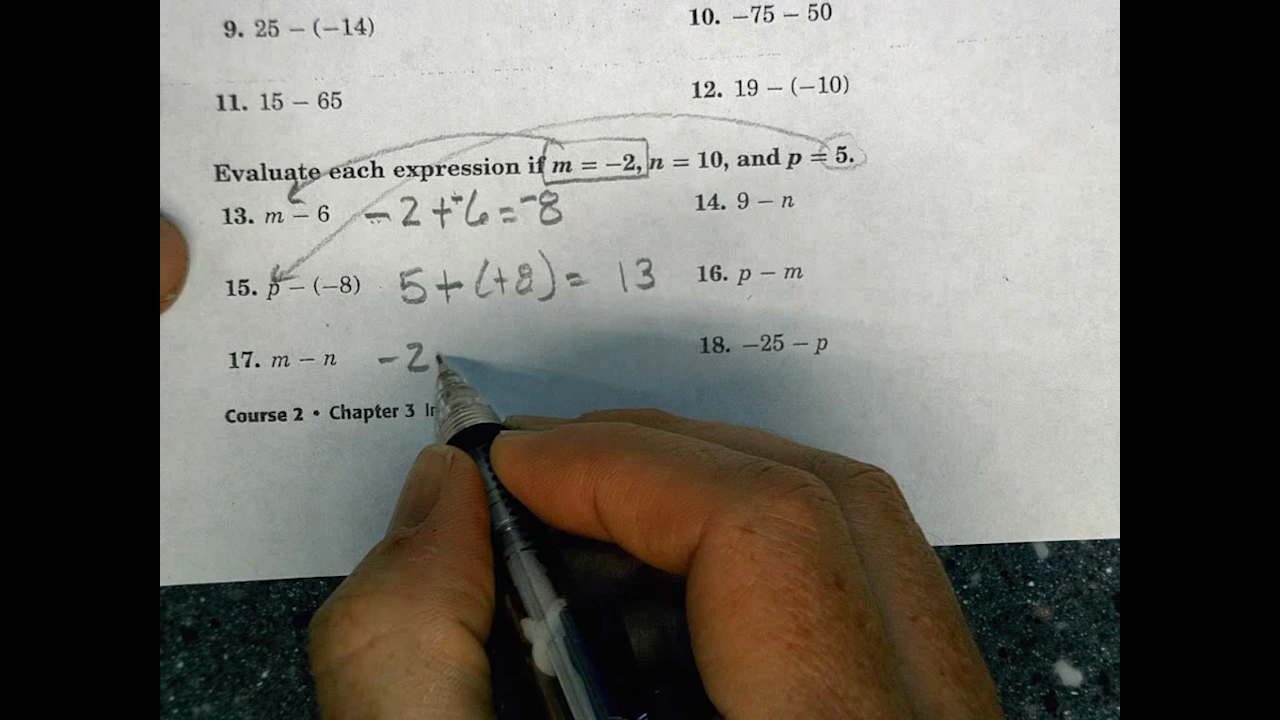 9. 25 − (−14) 10. −75 − 50
11. 15 − 65 12. 19 − (−10)
Evaluate each expression if m = −2, n = 10, and p = 5.
13. m − 6 −2 + −6 = −8 14. 9 − n
15. p − (−8) 5 + (+8) = 13 16. p − m
17. m − n −2 18. −25 − p
Course 2 • Chapter 3